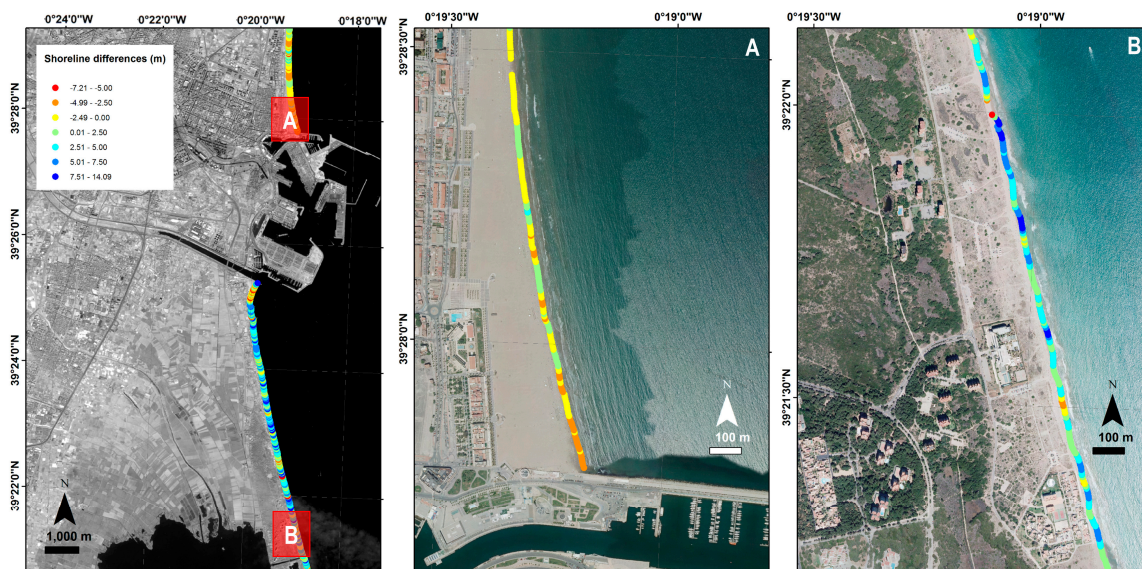 0°24'0"W
0°22'0"W
0°20'0"W
0°18'0"W
0°19'30"W
0°19'0"W
0°19'30"W
0°19'0"W
Shoreline differences (m)
-7.21 - -5.00
-4.99 - -2.50
-2.49 - 0.00
0.01 - 2.50
2.51 - 5.00
5.01 - 7.50
7.51 - 14.09
39°28'0"N
39°26'0"N
39°24'0"N
39°22'0"N
A
B
N
1,000 m
39°28'30"N
39°28'0"N
A
N
100 m
39°22'0"N
39°21'30"N
B
N
100 m